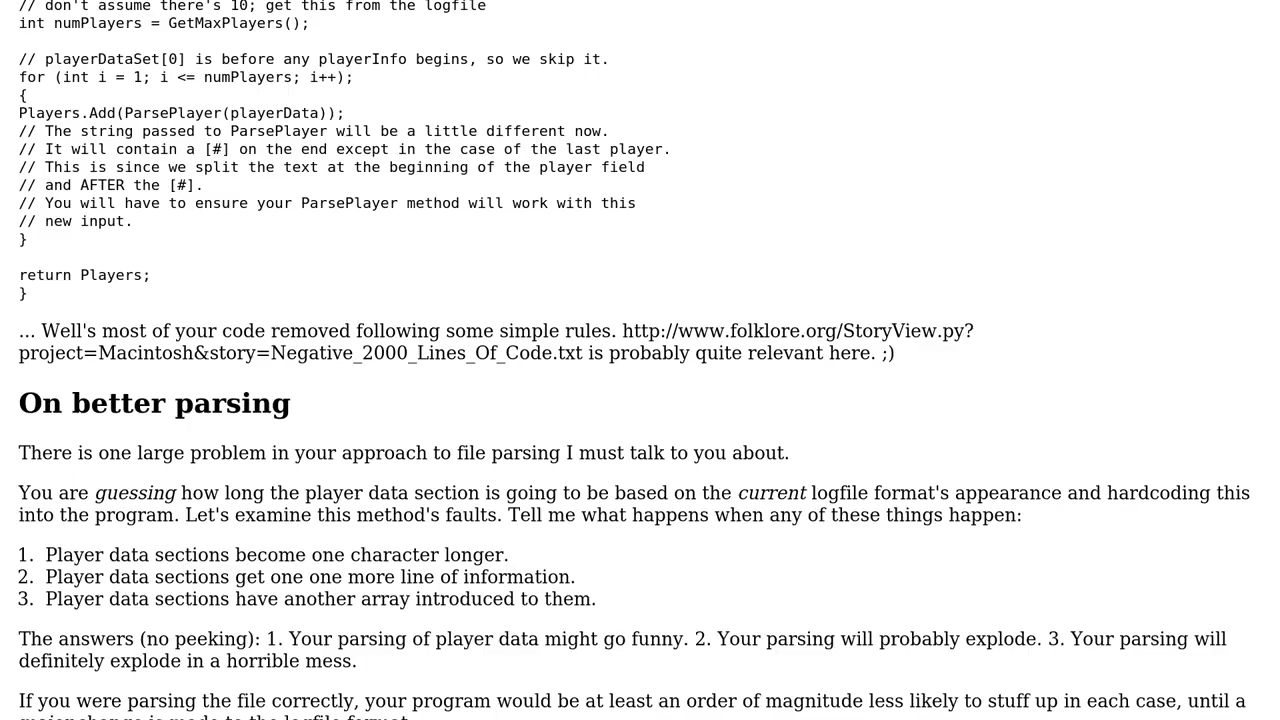 // don't assume there's 10; get this from the logfile
int numPlayers = GetMaxPlayers();
// playerDataSet[0] is before any playerInfo begins, so we skip it.
for (int i = 1; i <= numPlayers; i++);
{
Players.Add(ParsePlayer(playerData));
// The string passed to ParsePlayer will be a little different now.
// It will contain a [#] on the end except in the case of the last player.
// This is since we split the text at the beginning of the player field
// and AFTER the [#].
// You will have to ensure your ParsePlayer method will work with this
// new input.
}
return Players;
}
... Well's most of your code removed following some simple rules. http://www.folklore.org/StoryView.py?
project=Macintosh&story=Negative_2000_Lines_Of_Code.txt is probably quite relevant here. ;)
On better parsing
There is one large problem in your approach to file parsing I must talk to you about.
You are guessing how long the player data section is going to be based on the current logfile format's appearance and hardcoding this
into the program. Let's examine this method's faults. Tell me what happens when any of these things happen:
1. Player data sections become one character longer.
2. Player data sections get one one more line of information.
3. Player data sections have another array introduced to them.
The answers (no peeking): 1. Your parsing of player data might go funny. 2. Your parsing will probably explode. 3. Your parsing will
definitely explode in a horrible mess.
If you were parsing the file correctly, your program would be at least an order of magnitude less likely to stuff up in each case, until a
major change is made to the logfile format.